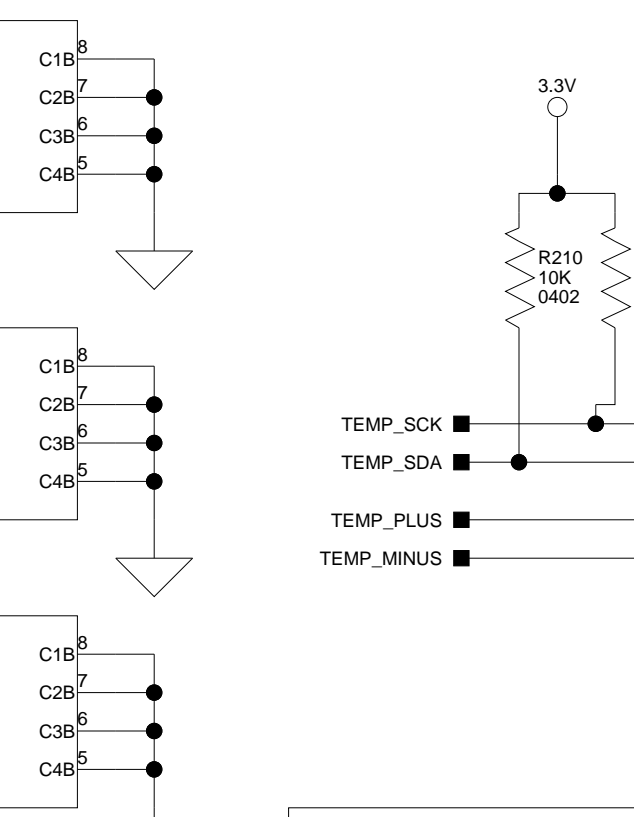 C1B 8
C2B 7
C3B 6
C4B 5
3.3V
R210
10K
0402
C1B 8
C2B 7
C3B 6
C4B 5
TEMP_SCK
TEMP_SDA
TEMP_PLUS
TEMP_MINUS
C1B 8
C2B 7
C3B 6
C4B 5